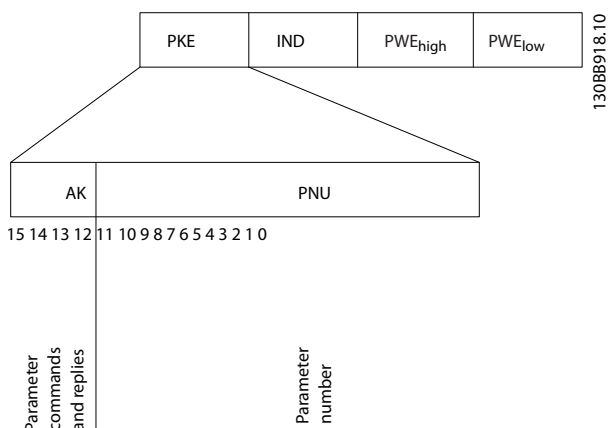 PKE
IND
PWEhigh
PWElow
130BB918.10
AK
PNU
15 14 13 12 11 10 9 8 7 6 5 4 3 2 1 0
Parameter
commands
and replies
Parameter
number